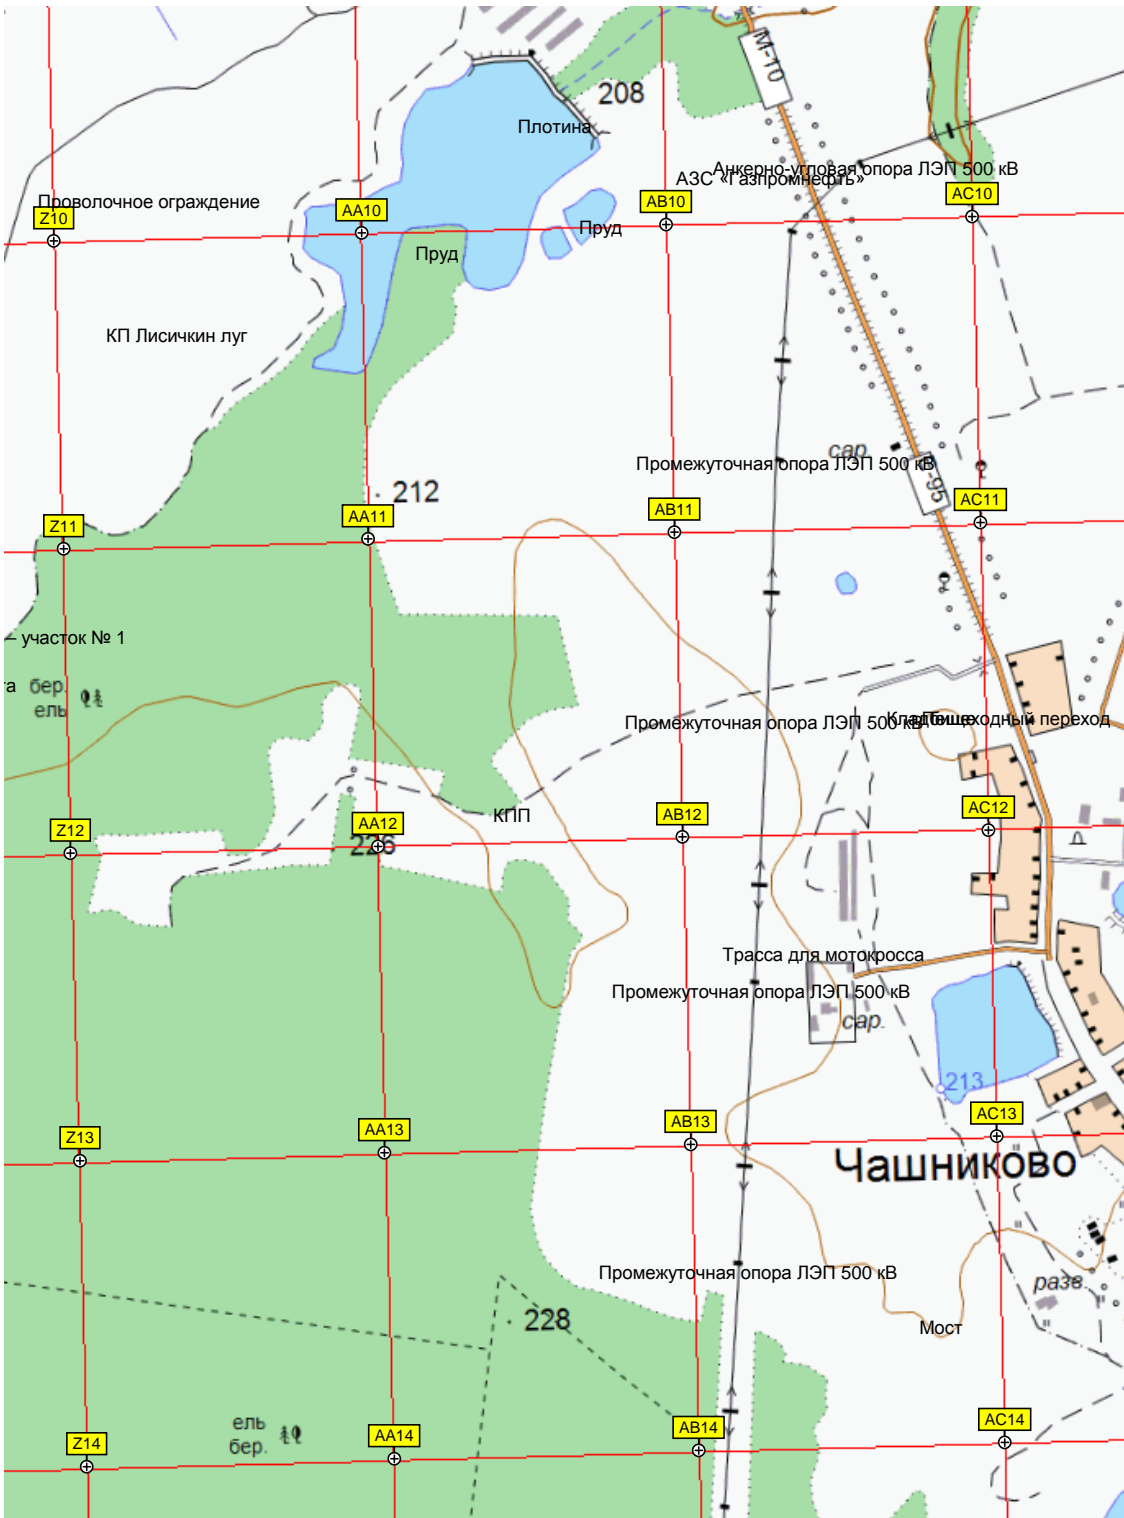 М-10
208
Плотина
Анкерно-угловая опора ЛЭП 500 кВ
АЗС «Газпромнефть»
Z10
Проволочное ограждение
AA10
AB10
AC10
Пруд
Пруд
КП Лисичкин луг
сар.
Промежуточная опора ЛЭП 500 кВ
-95
212
Z11
AA11
AB11
AC11
– участок № 1
та
бер.
ель
Промежуточная опора ЛЭП 500 кВ
Кладбище
Пешеходный переход
КПП
Z12
AA12
AB12
AC12
226
Трасса для мотокросса
Промежуточная опора ЛЭП 500 кВ
сар.
213
Z13
AA13
AB13
AC13
Чашниково
Промежуточная опора ЛЭП 500 кВ
разв.
228
Мост
ель
бер.
Z14
AA14
AB14
AC14